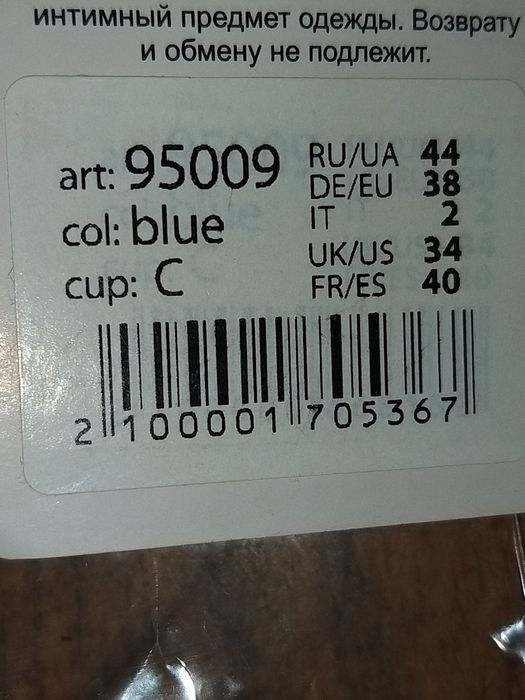 интимный предмет одежды. Возврату
и обмену не подлежит.
art: 95009
col: blue
cup: C
RU/UA 44
DE/EU 38
IT 2
UK/US 34
FR/ES 40
2 100001 705367